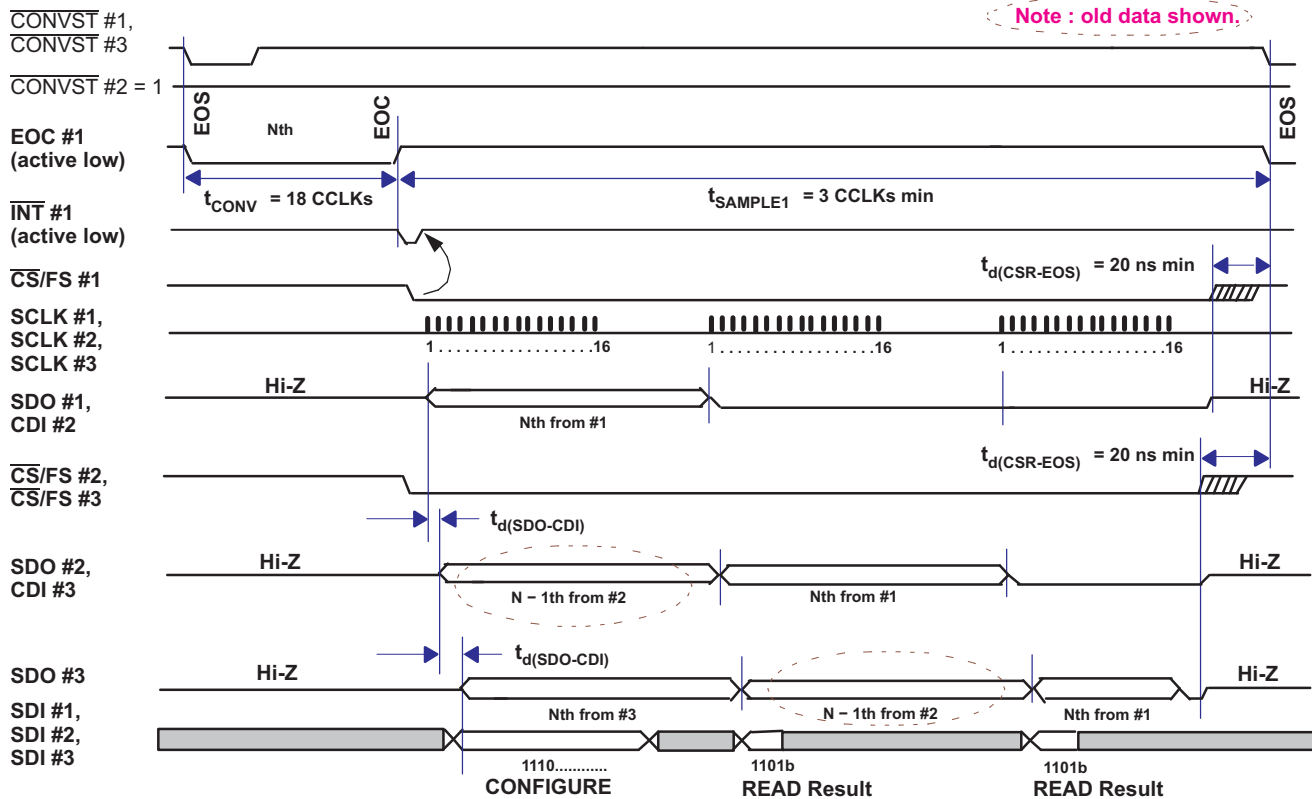 CONVST #1,
CONVST #3
Note : old data shown.
CONVST #2 = 1
EOS
Nth
EOC
EOS
EOC #1
(active low)
tCONV = 18 CCLKs
tSAMPLE1 = 3 CCLKs min
INT #1
(active low)
CS/FS #1
td(CSR-EOS) = 20 ns min
SCLK #1,
SCLK #2,
SCLK #3
1 . . . . . . . . . . . . . . . . . . 16
1 . . . . . . . . . . . . . . . . . . 16
1 . . . . . . . . . . . . . . . . . . 16
Hi-Z
Hi-Z
SDO #1,
CDI #2
Nth from #1
CS/FS #2,
CS/FS #3
td(CSR-EOS) = 20 ns min
td(SDO-CDI)
SDO #2,
CDI #3
Hi-Z
Hi-Z
N − 1th from #2
Nth from #1
td(SDO-CDI)
SDO #3
Hi-Z
Hi-Z
Nth from #3
N − 1th from #2
Nth from #1
SDI #1,
SDI #2,
SDI #3
1110............
CONFIGURE
1101b
READ Result
1101b
READ Result